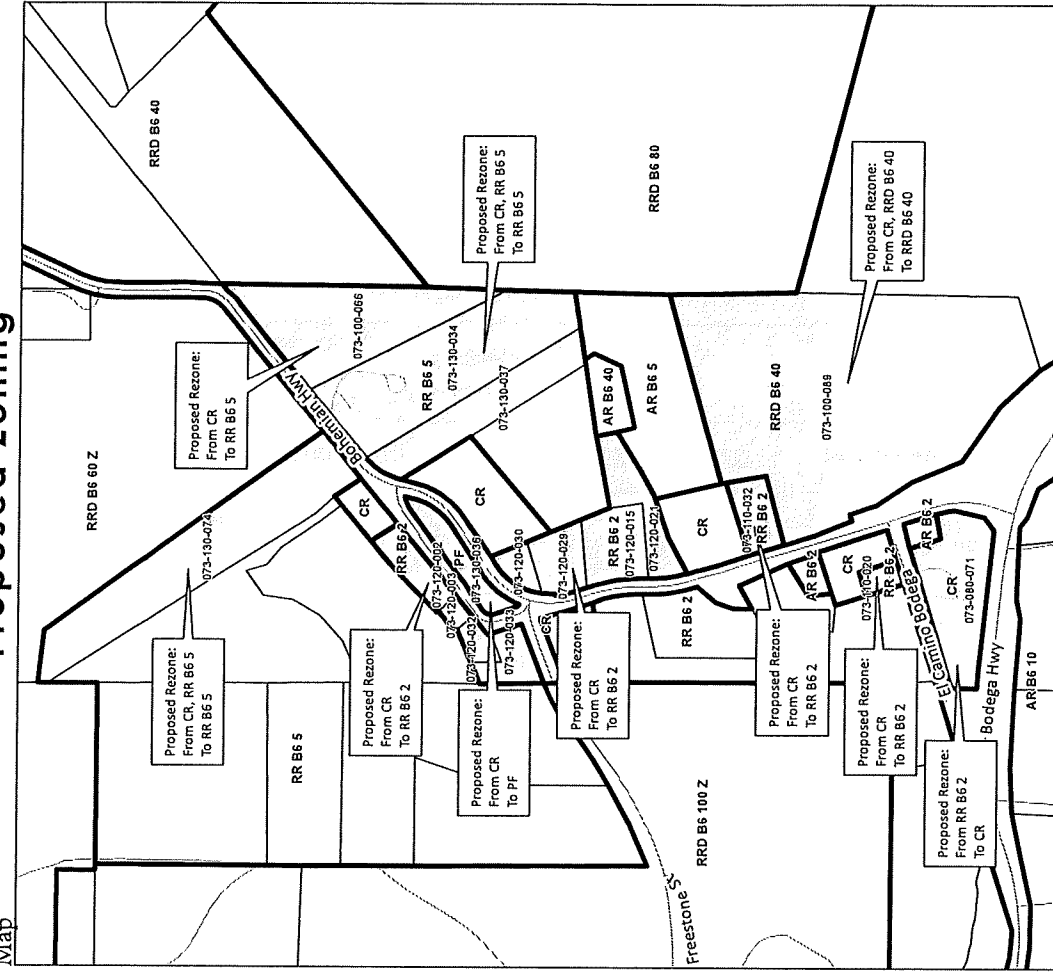 Map
Proposed Zoning
RRD B6 40
RRD B6 60 Z
Proposed Rezone:
From CR
To RR B6 5
073-100-066
Proposed Rezone:
From CR, RR B6 5
To RR B6 5
RR B6 5
073-130-034
073-130-037
RRD B6 80
Bohemian Hwy
073-130-074
Proposed Rezone:
From CR, RR B6 5
To RR B6 5
RR B6 5
CR
RR B6 2
073-120-002
073-120-003
PF
073-130-036
073-120-032
073-120-033
CR
073-120-030
CR
Proposed Rezone:
From CR
To RR B6 2
Proposed Rezone:
From CR
To PF
073-120-029
Proposed Rezone:
From CR
To RR B6 2
AR B6 40
AR B6 5
RR B6 2
073-120-015
073-120-021
RR B6 2
CR
RRD B6 40
073-100-089
Proposed Rezone:
From CR, RRD B6 40
To RRD B6 40
073-110-032
RR B6 2
Proposed Rezone:
From CR
To RR B6 2
AR B6 2
CR
073-110-020
RR B6 2
Proposed Rezone:
From CR
To RR B6 2
AR B6 2
El Camino Bodega
CR
073-080-071
Proposed Rezone:
From RR B6 2
To CR
Bodega Hwy
AR B6 10
RRD B6 100 Z
Freestone St